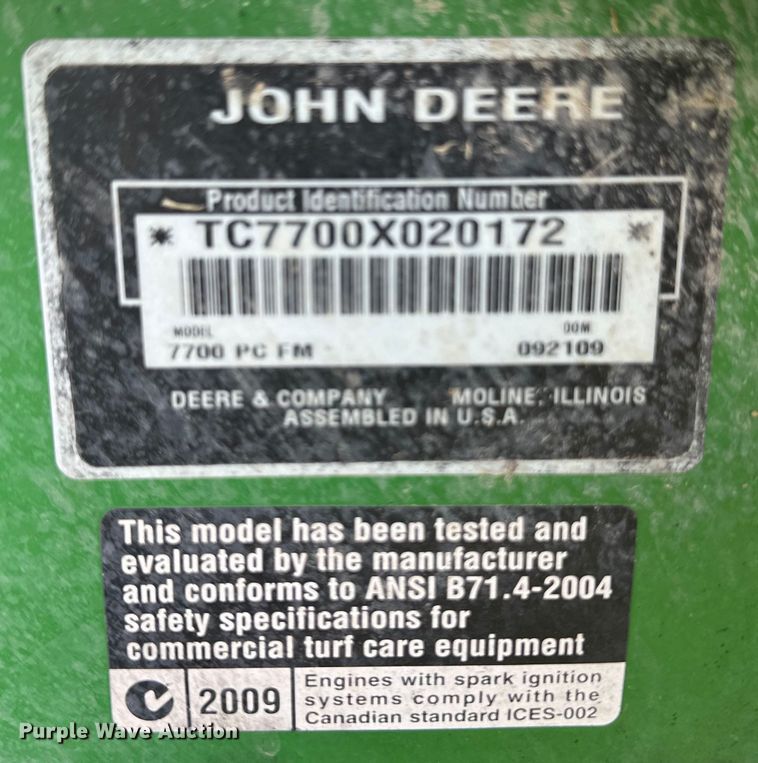 JOHN DEERE
Product Identification Number
* TC7700X020172 *
MODEL DOM
7700 PC FM 092109
DEERE & COMPANY MOLINE, ILLINOIS
ASSEMBLED IN U.S.A.
This model has been tested and
evaluated by the manufacturer
and conforms to ANSI B71.4-2004
safety specifications for
commercial turf care equipment
2009
Engines with spark ignition
systems comply with the
Canadian standard ICES-002
Purple Wave Auction